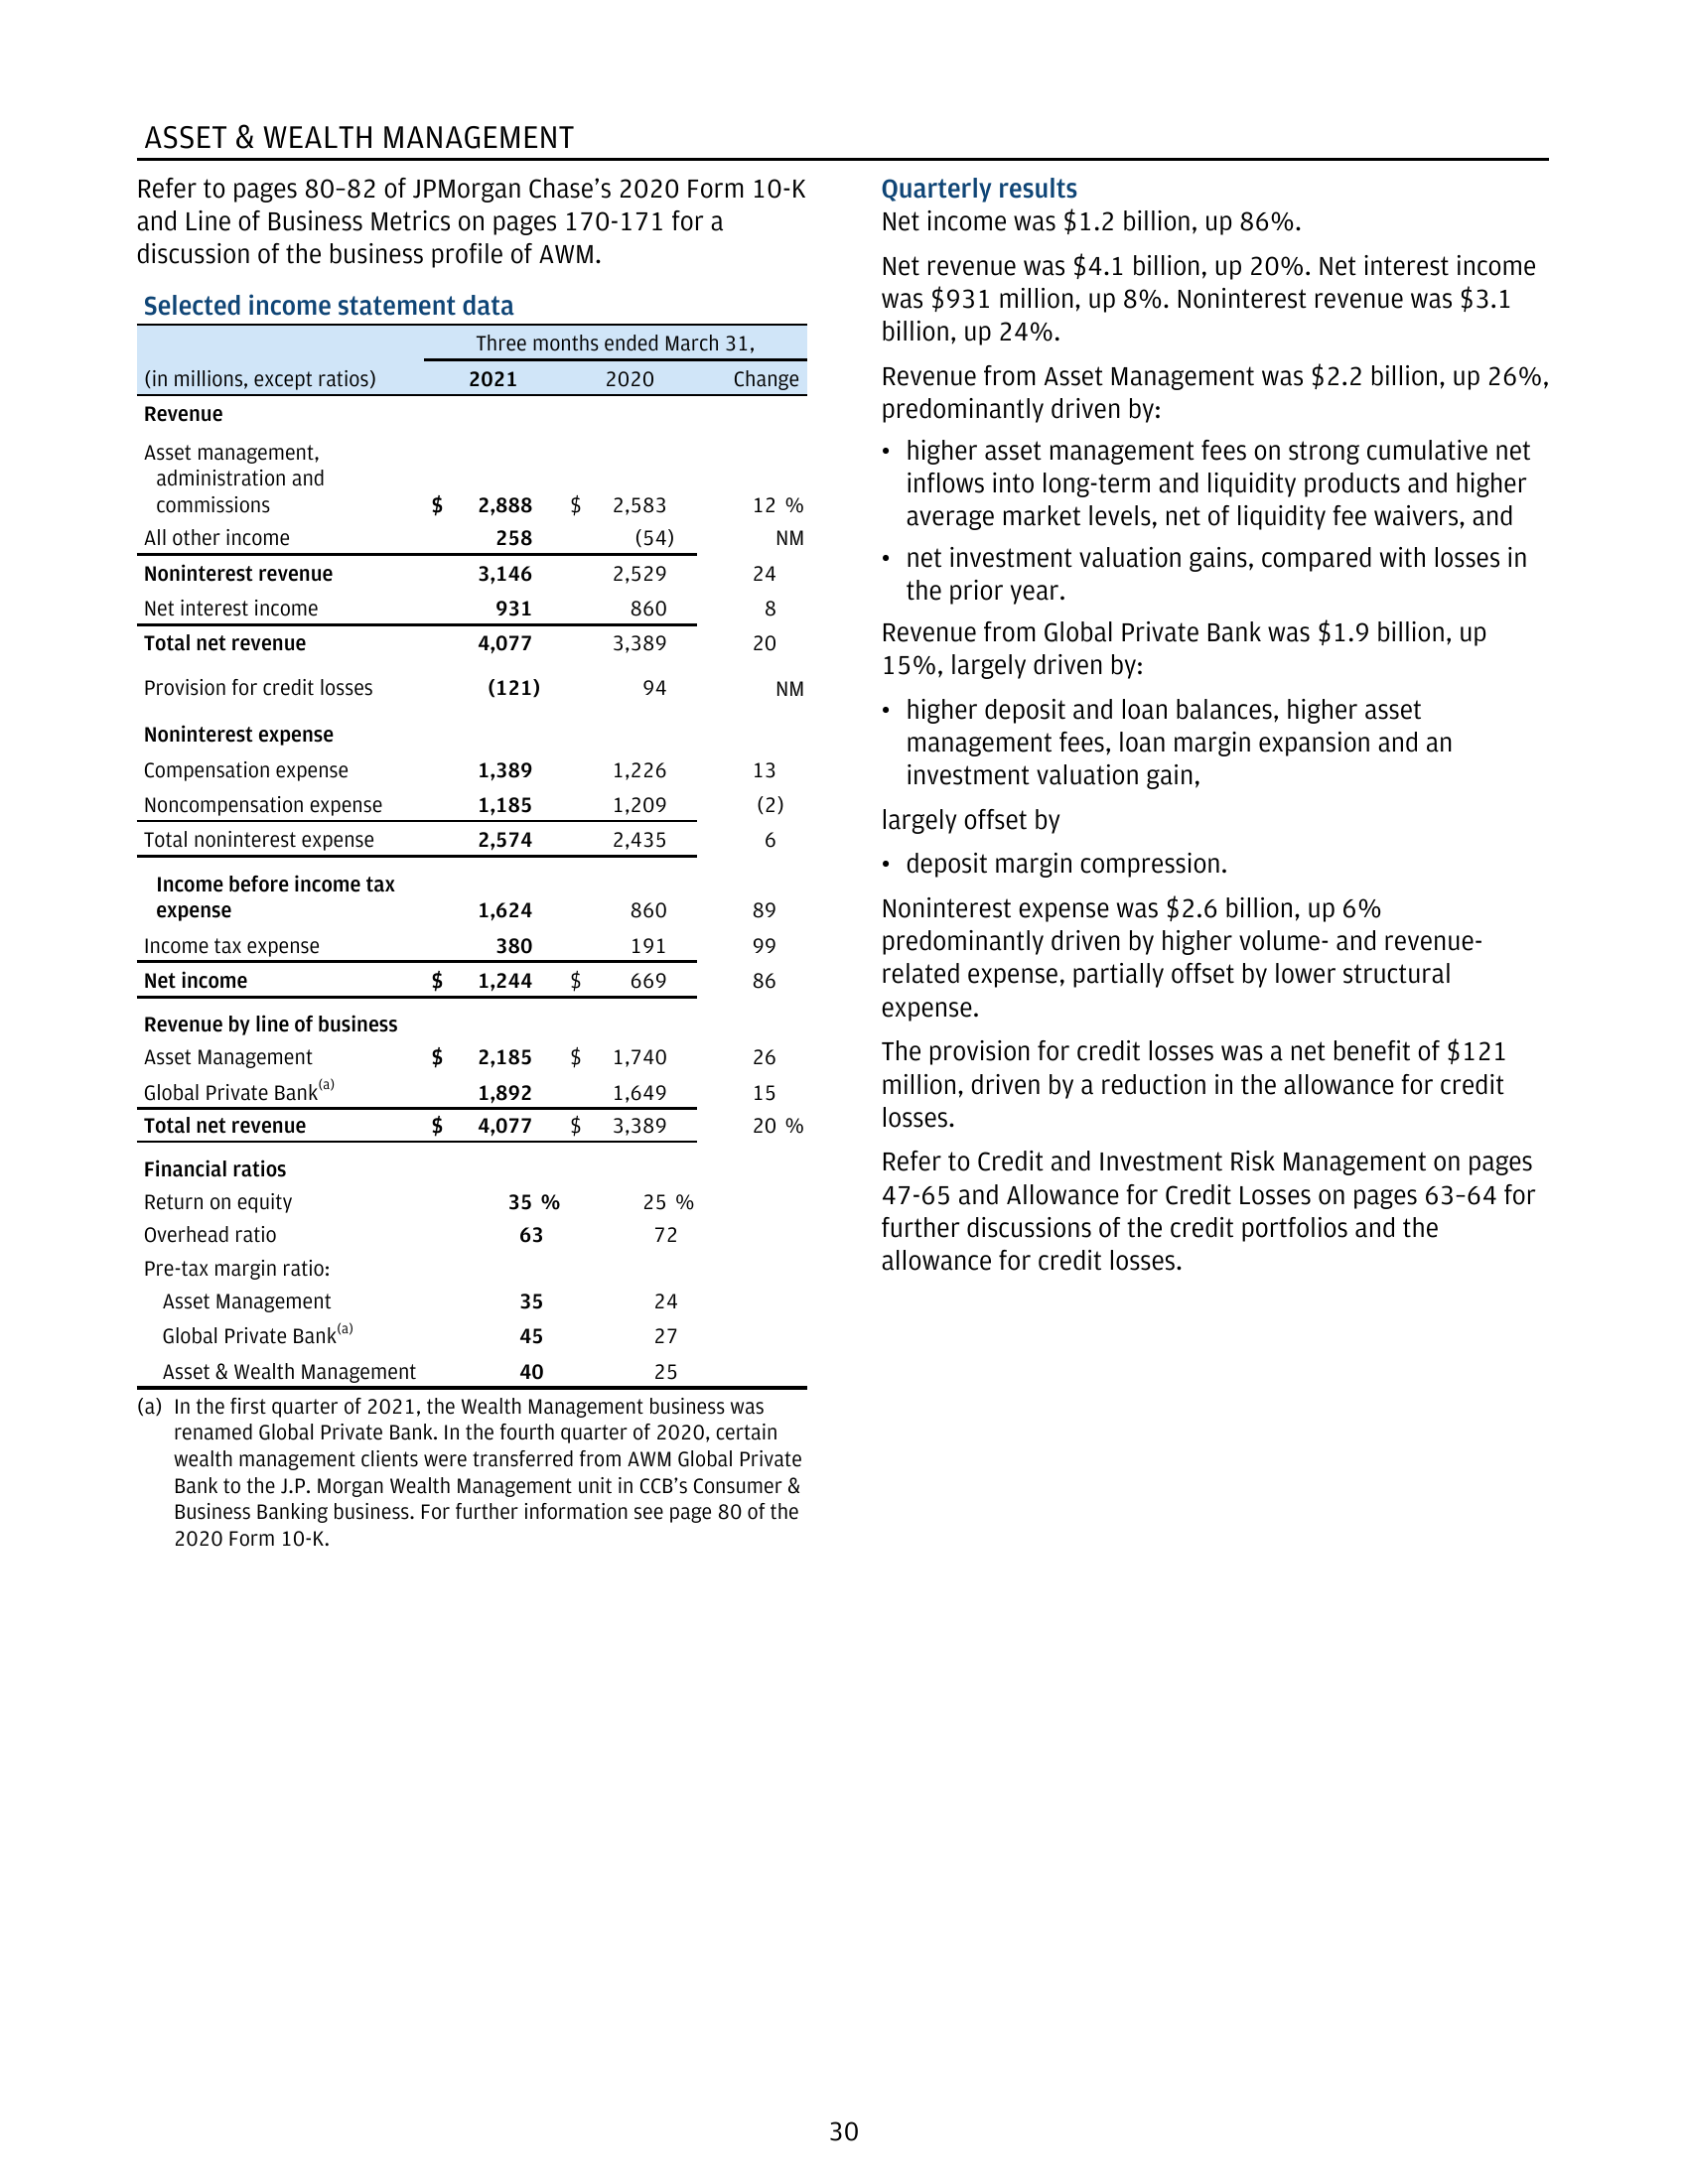 ASSET & WEALTH MANAGEMENT
Refer to pages 80–82 of JPMorgan Chase's 2020 Form 10-K
and Line of Business Metrics on pages 170-171 for a
discussion of the business profile of AWM.
Selected income statement data
Three months ended March 31,
(in millions, except ratios) 2021 2020 Change
Revenue
Asset management,
administration and
commissions $ 2,888 $ 2,583 12 %
All other income 258 (54) NM
Noninterest revenue 3,146 2,529 24
Net interest income 931 860 8
Total net revenue 4,077 3,389 20
Provision for credit losses (121) 94 NM
Noninterest expense
Compensation expense 1,389 1,226 13
Noncompensation expense 1,185 1,209 (2)
Total noninterest expense 2,574 2,435 6
Income before income tax
expense 1,624 860 89
Income tax expense 380 191 99
Net income $ 1,244 $ 669 86
Revenue by line of business
Asset Management $ 2,185 $ 1,740 26
Global Private Bank(a) 1,892 1,649 15
Total net revenue $ 4,077 $ 3,389 20 %
Financial ratios
Return on equity 35 % 25 %
Overhead ratio 63 72
Pre-tax margin ratio:
Asset Management 35 24
Global Private Bank(a) 45 27
Asset & Wealth Management 40 25
(a) In the first quarter of 2021, the Wealth Management business was
renamed Global Private Bank. In the fourth quarter of 2020, certain
wealth management clients were transferred from AWM Global Private
Bank to the J.P. Morgan Wealth Management unit in CCB's Consumer &
Business Banking business. For further information see page 80 of the
2020 Form 10-K.
Quarterly results
Net income was $1.2 billion, up 86%.
Net revenue was $4.1 billion, up 20%. Net interest income
was $931 million, up 8%. Noninterest revenue was $3.1
billion, up 24%.
Revenue from Asset Management was $2.2 billion, up 26%,
predominantly driven by:
• higher asset management fees on strong cumulative net
inflows into long-term and liquidity products and higher
average market levels, net of liquidity fee waivers, and
• net investment valuation gains, compared with losses in
the prior year.
Revenue from Global Private Bank was $1.9 billion, up
15%, largely driven by:
• higher deposit and loan balances, higher asset
management fees, loan margin expansion and an
investment valuation gain,
largely offset by
• deposit margin compression.
Noninterest expense was $2.6 billion, up 6%
predominantly driven by higher volume- and revenue-
related expense, partially offset by lower structural
expense.
The provision for credit losses was a net benefit of $121
million, driven by a reduction in the allowance for credit
losses.
Refer to Credit and Investment Risk Management on pages
47-65 and Allowance for Credit Losses on pages 63–64 for
further discussions of the credit portfolios and the
allowance for credit losses.
30